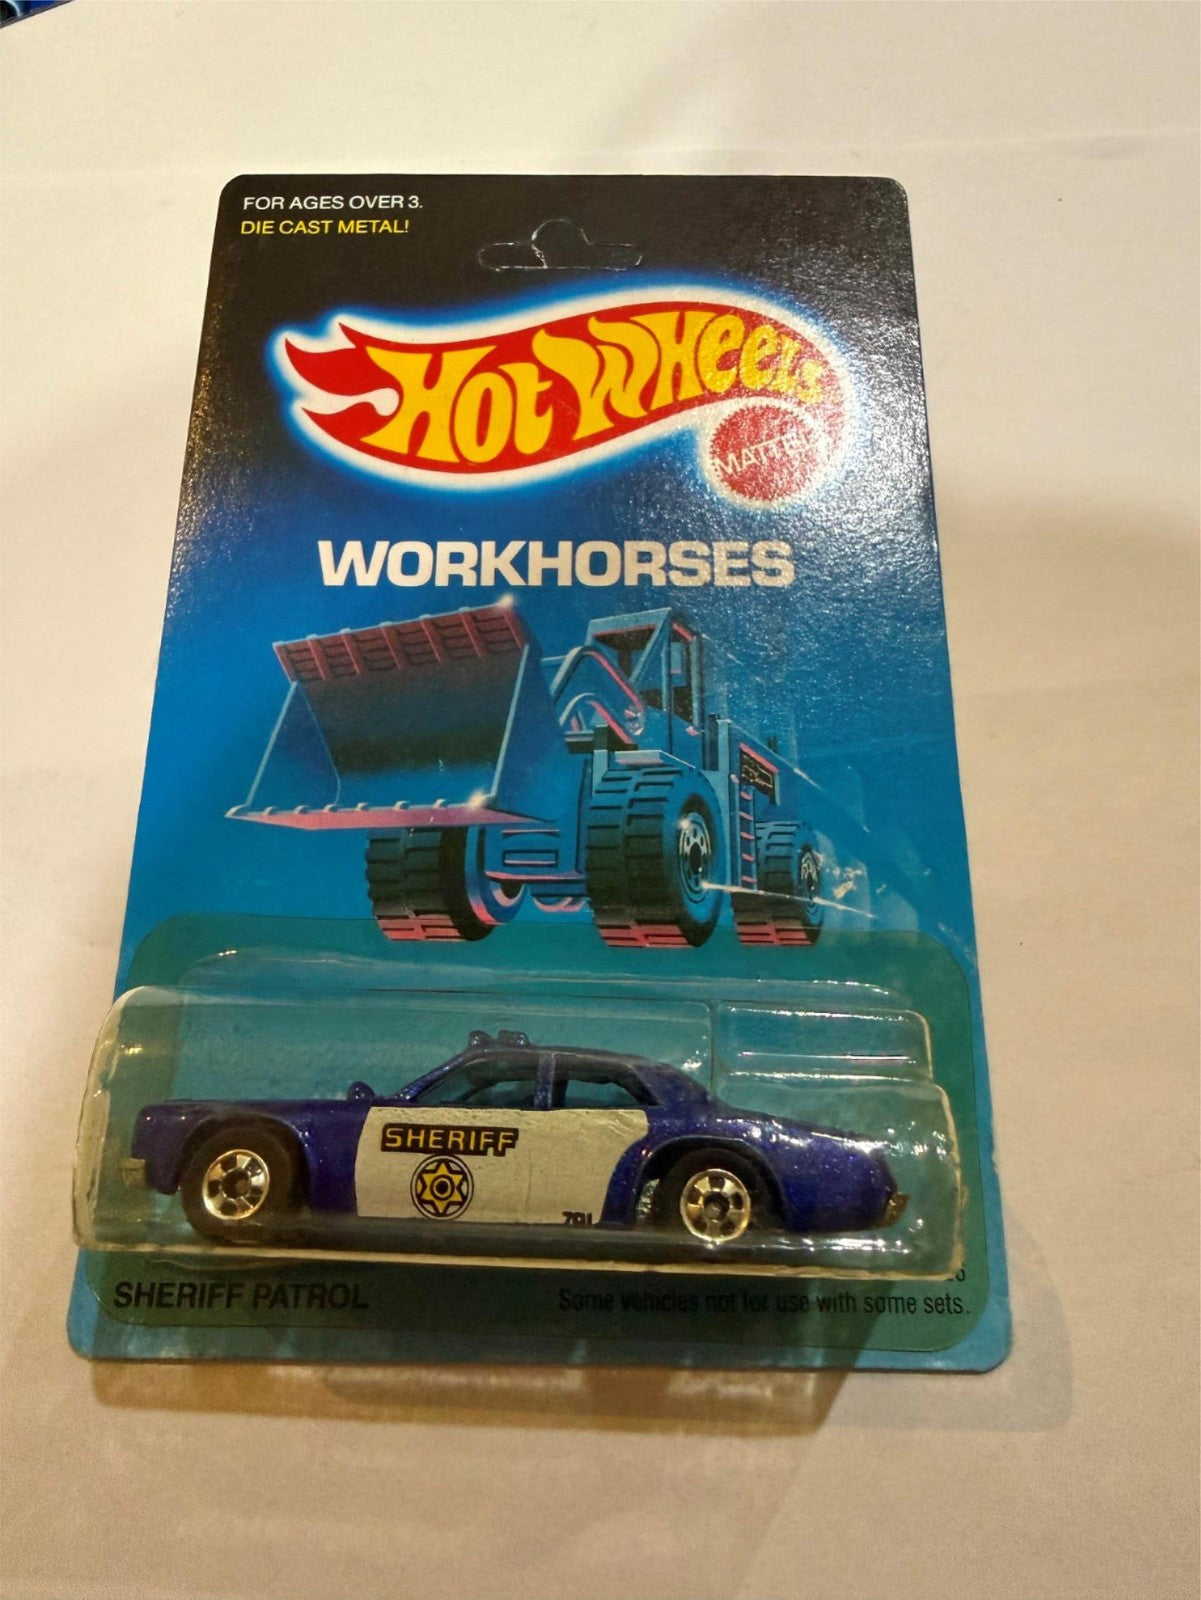 FOR AGES OVER 3.
DIE CAST METAL!
HOT WHEELS
MATTEL
WORKHORSES
SHERIFF
701
SHERIFF PATROL
Some vehicles not for use with some sets.